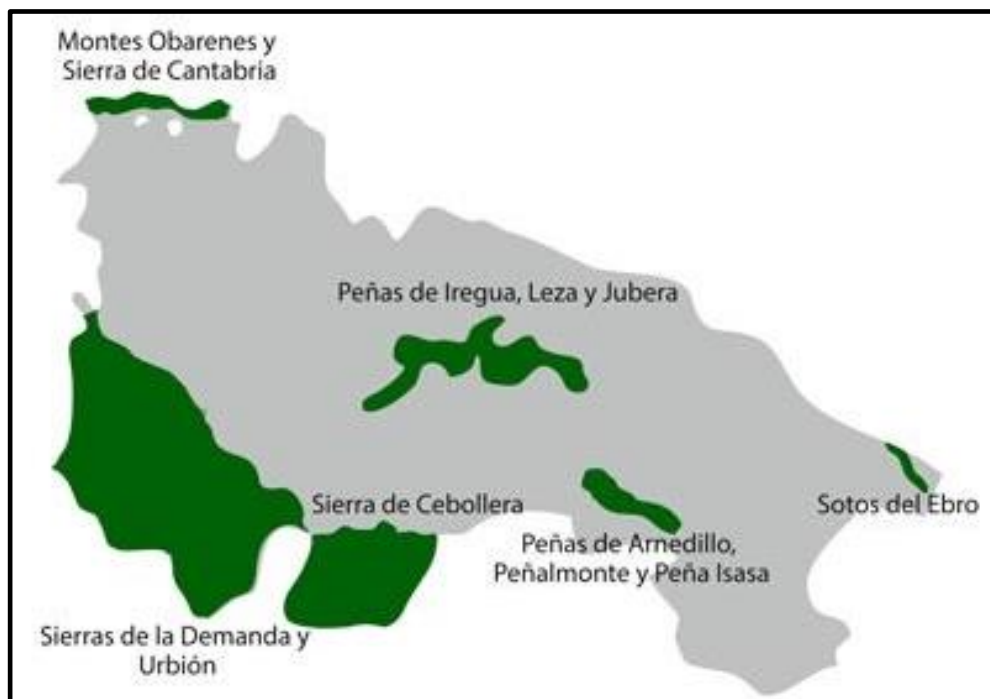 Montes Obarenes y
Sierra de Cantabria
Peñas de Iregua, Leza y Jubera
Sierra de Cebollera
Sotos del Ebro
Peñas de Arnedillo,
Peñalmonte y Peña Isasa
Sierras de la Demanda y
Urbión